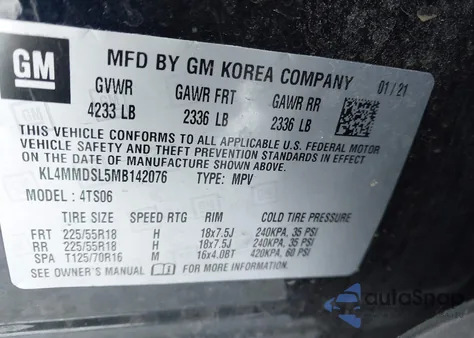 GM
MFD BY GM KOREA COMPANY
01/21
GVWR GAWR FRT GAWR RR
4233 LB 2336 LB 2336 LB
THIS VEHICLE CONFORMS TO ALL APPLICABLE U.S. FEDERAL MOTOR
VEHICLE SAFETY, BUMPER, AND THEFT PREVENTION STANDARDS IN
EFFECT ON THE DATE OF MANUFACTURE SHOWN ABOVE.
KL4MMDSL5MB142076 TYPE: MPV
MODEL: 4TS06
TIRE SIZE SPEED RTG RIM COLD TIRE PRESSURE
FRT 225/55R18 H 18x7.5J 240KPA, 35 PSI
RR 225/55R18 H 18x7.5J 240KPA, 35 PSI
SPA T125/70R16 M 16x4.0BT 420KPA, 60 PSI
SEE OWNER'S MANUAL FOR MORE INFORMATION.
autoSnap